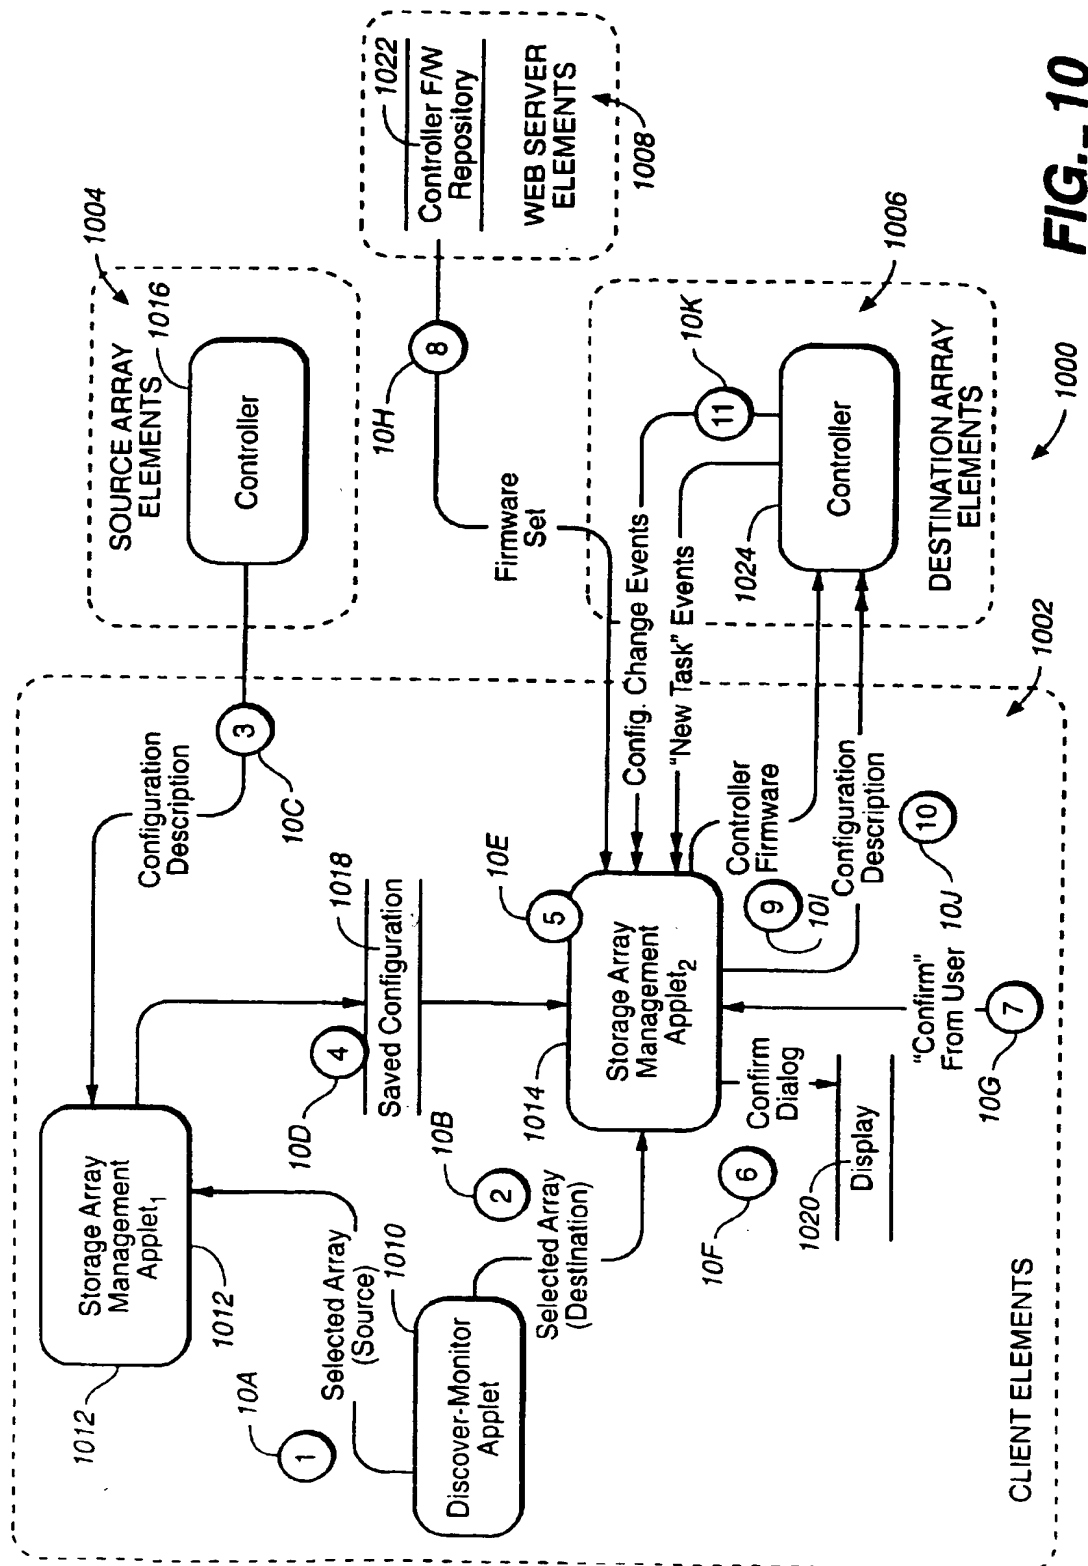 1012
Storage Array
Management
Applet1
1012
Configuration
Description
3
10C
SOURCE ARRAY
ELEMENTS
1004
1016
Controller
1022
Controller F/W
Repository
WEB SERVER
ELEMENTS
1008
10H
8
Firmware
Set
1
10A
Selected Array
(Source)
1010
Discover-Monitor
Applet
10B
2
Selected Array
(Destination)
10D
4
1018
Saved Configuration
10E
5
1014
Storage Array
Management
Applet2
Config. Change Events
"New Task" Events
10K
11
1006
1024
Controller
DESTINATION ARRAY
ELEMENTS
Controller
Firmware
9
10I
Configuration
Description
10
10J
10F
6
Confirm
Dialog
1020
Display
"Confirm"
From User
10G
7
CLIENT ELEMENTS
1002
1000
FIG._10